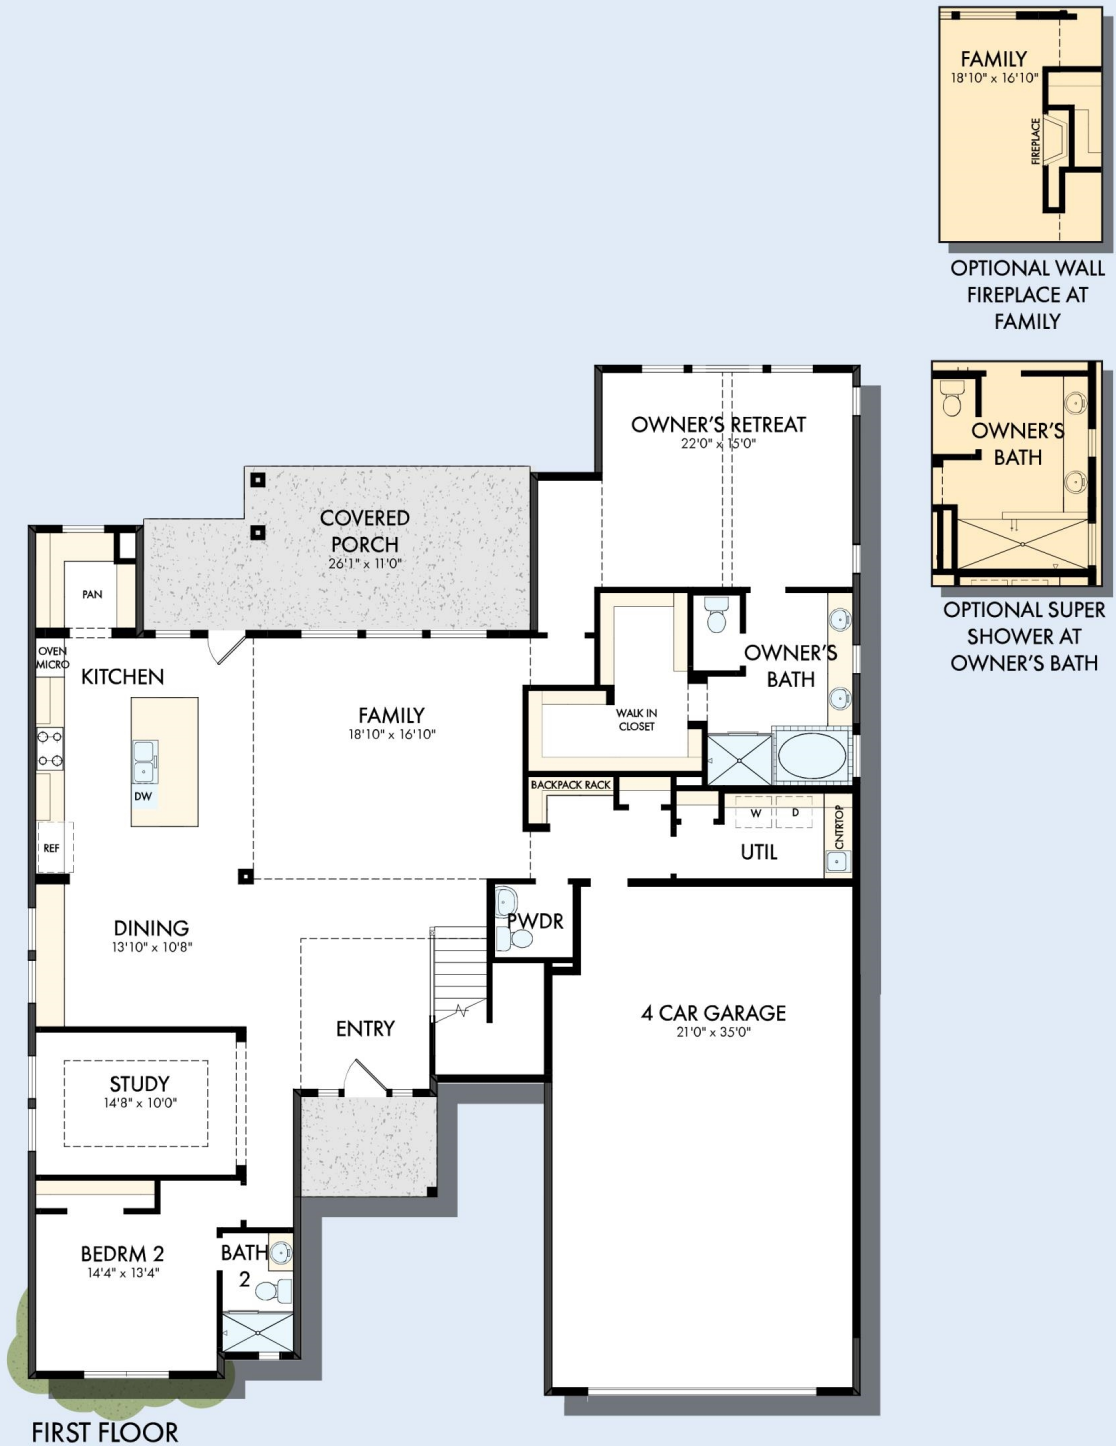 FAMILY
18'10" x 16'10"
FIREPLACE
OPTIONAL WALL
FIREPLACE AT
FAMILY
OWNER'S
BATH
OPTIONAL SUPER
SHOWER AT
OWNER'S BATH
OWNER'S RETREAT
22'0" x 15'0"
COVERED
PORCH
26'1" x 11'0"
PAN
OVEN
MICRO
KITCHEN
OWNER'S
BATH
FAMILY
18'10" x 16'10"
WALK IN
CLOSET
DW
BACKPACK RACK
W
D
CNTRTOP
REF
UTIL
PWDR
DINING
13'10" x 10'8"
4 CAR GARAGE
21'0" x 35'0"
ENTRY
STUDY
14'8" x 10'0"
BEDRM 2
14'4" x 13'4"
BATH
2
FIRST FLOOR